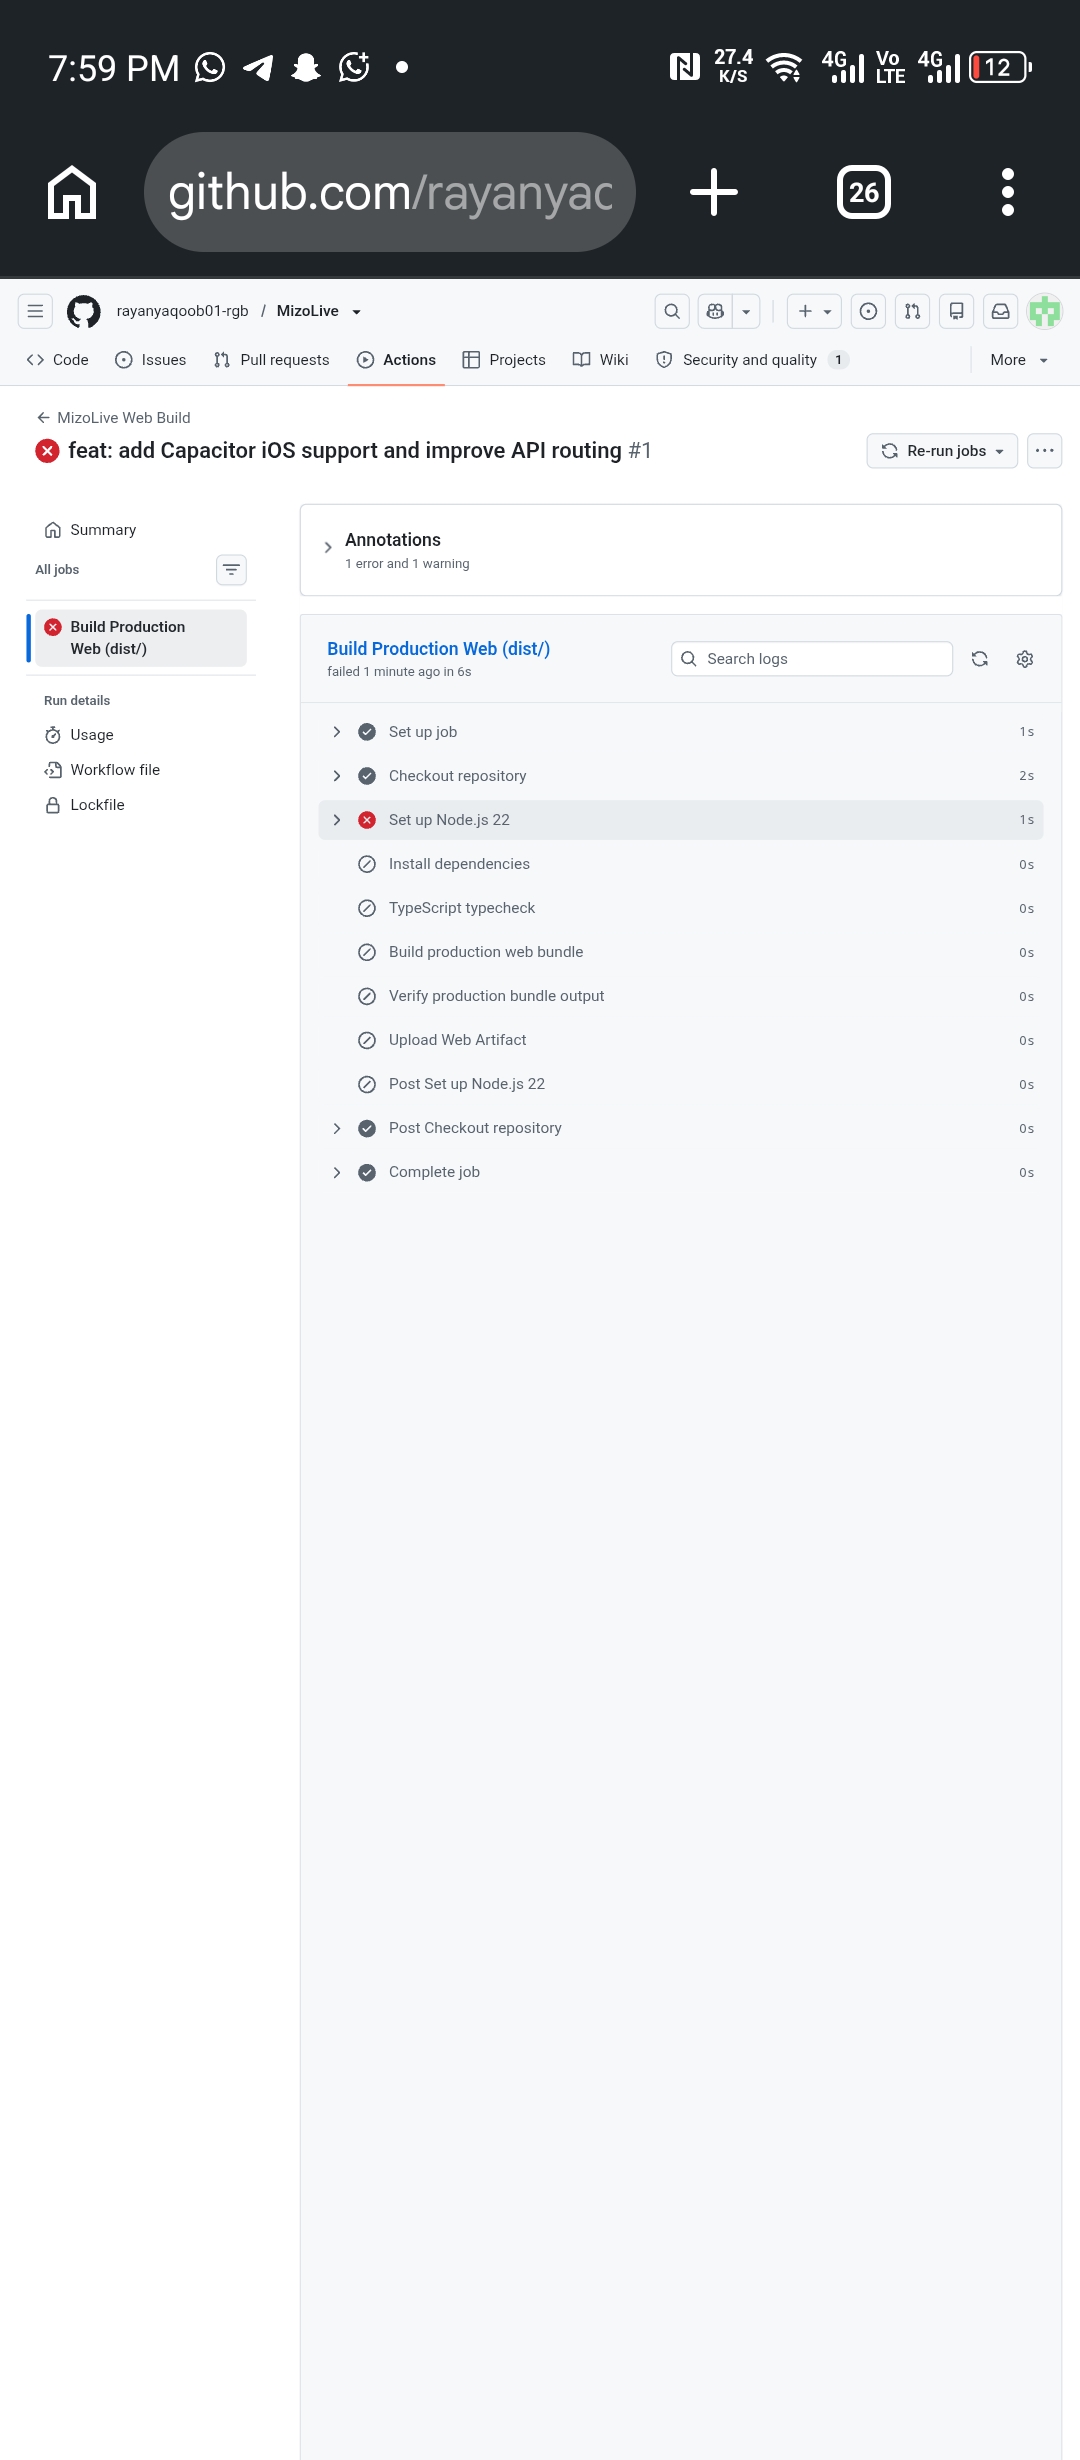 7:59 PM
27.4 K/S
4G
Vo LTE
4G
12
github.com/rayanyaq
26
rayanyaqoob01-rgb / MizoLive
Code
Issues
Pull requests
Actions
Projects
Wiki
Security and quality 1
More
MizoLive Web Build
feat: add Capacitor iOS support and improve API routing #1
Re-run jobs
Summary
All jobs
Build Production
Web (dist/)
Run details
Usage
Workflow file
Lockfile
Annotations
1 error and 1 warning
Build Production Web (dist/)
failed 1 minute ago in 6s
Search logs
Set up job 1s
Checkout repository 2s
Set up Node.js 22 1s
Install dependencies 0s
TypeScript typecheck 0s
Build production web bundle 0s
Verify production bundle output 0s
Upload Web Artifact 0s
Post Set up Node.js 22 0s
Post Checkout repository 0s
Complete job 0s